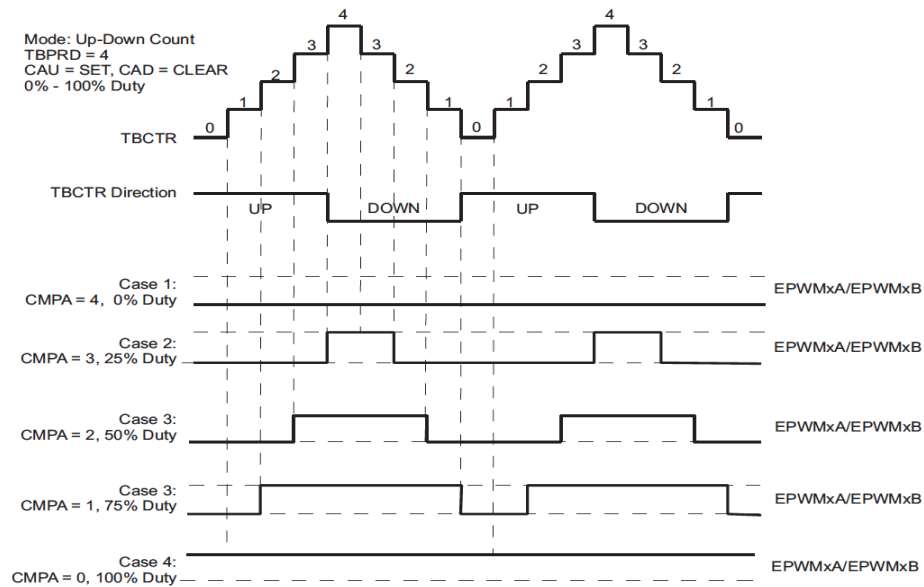 Mode: Up-Down Count
TBPRD = 4
CAU = SET, CAD = CLEAR
0% - 100% Duty
4
3
3
2
2
1
1
0
4
3
3
2
2
1
1
0
0
TBCTR
TBCTR Direction
UP
DOWN
UP
DOWN
Case 1:
CMPA = 4, 0% Duty
EPWMxA/EPWMxB
Case 2:
CMPA = 3, 25% Duty
EPWMxA/EPWMxB
Case 3:
CMPA = 2, 50% Duty
EPWMxA/EPWMxB
Case 3:
CMPA = 1, 75% Duty
EPWMxA/EPWMxB
Case 4:
CMPA = 0, 100% Duty
EPWMxA/EPWMxB